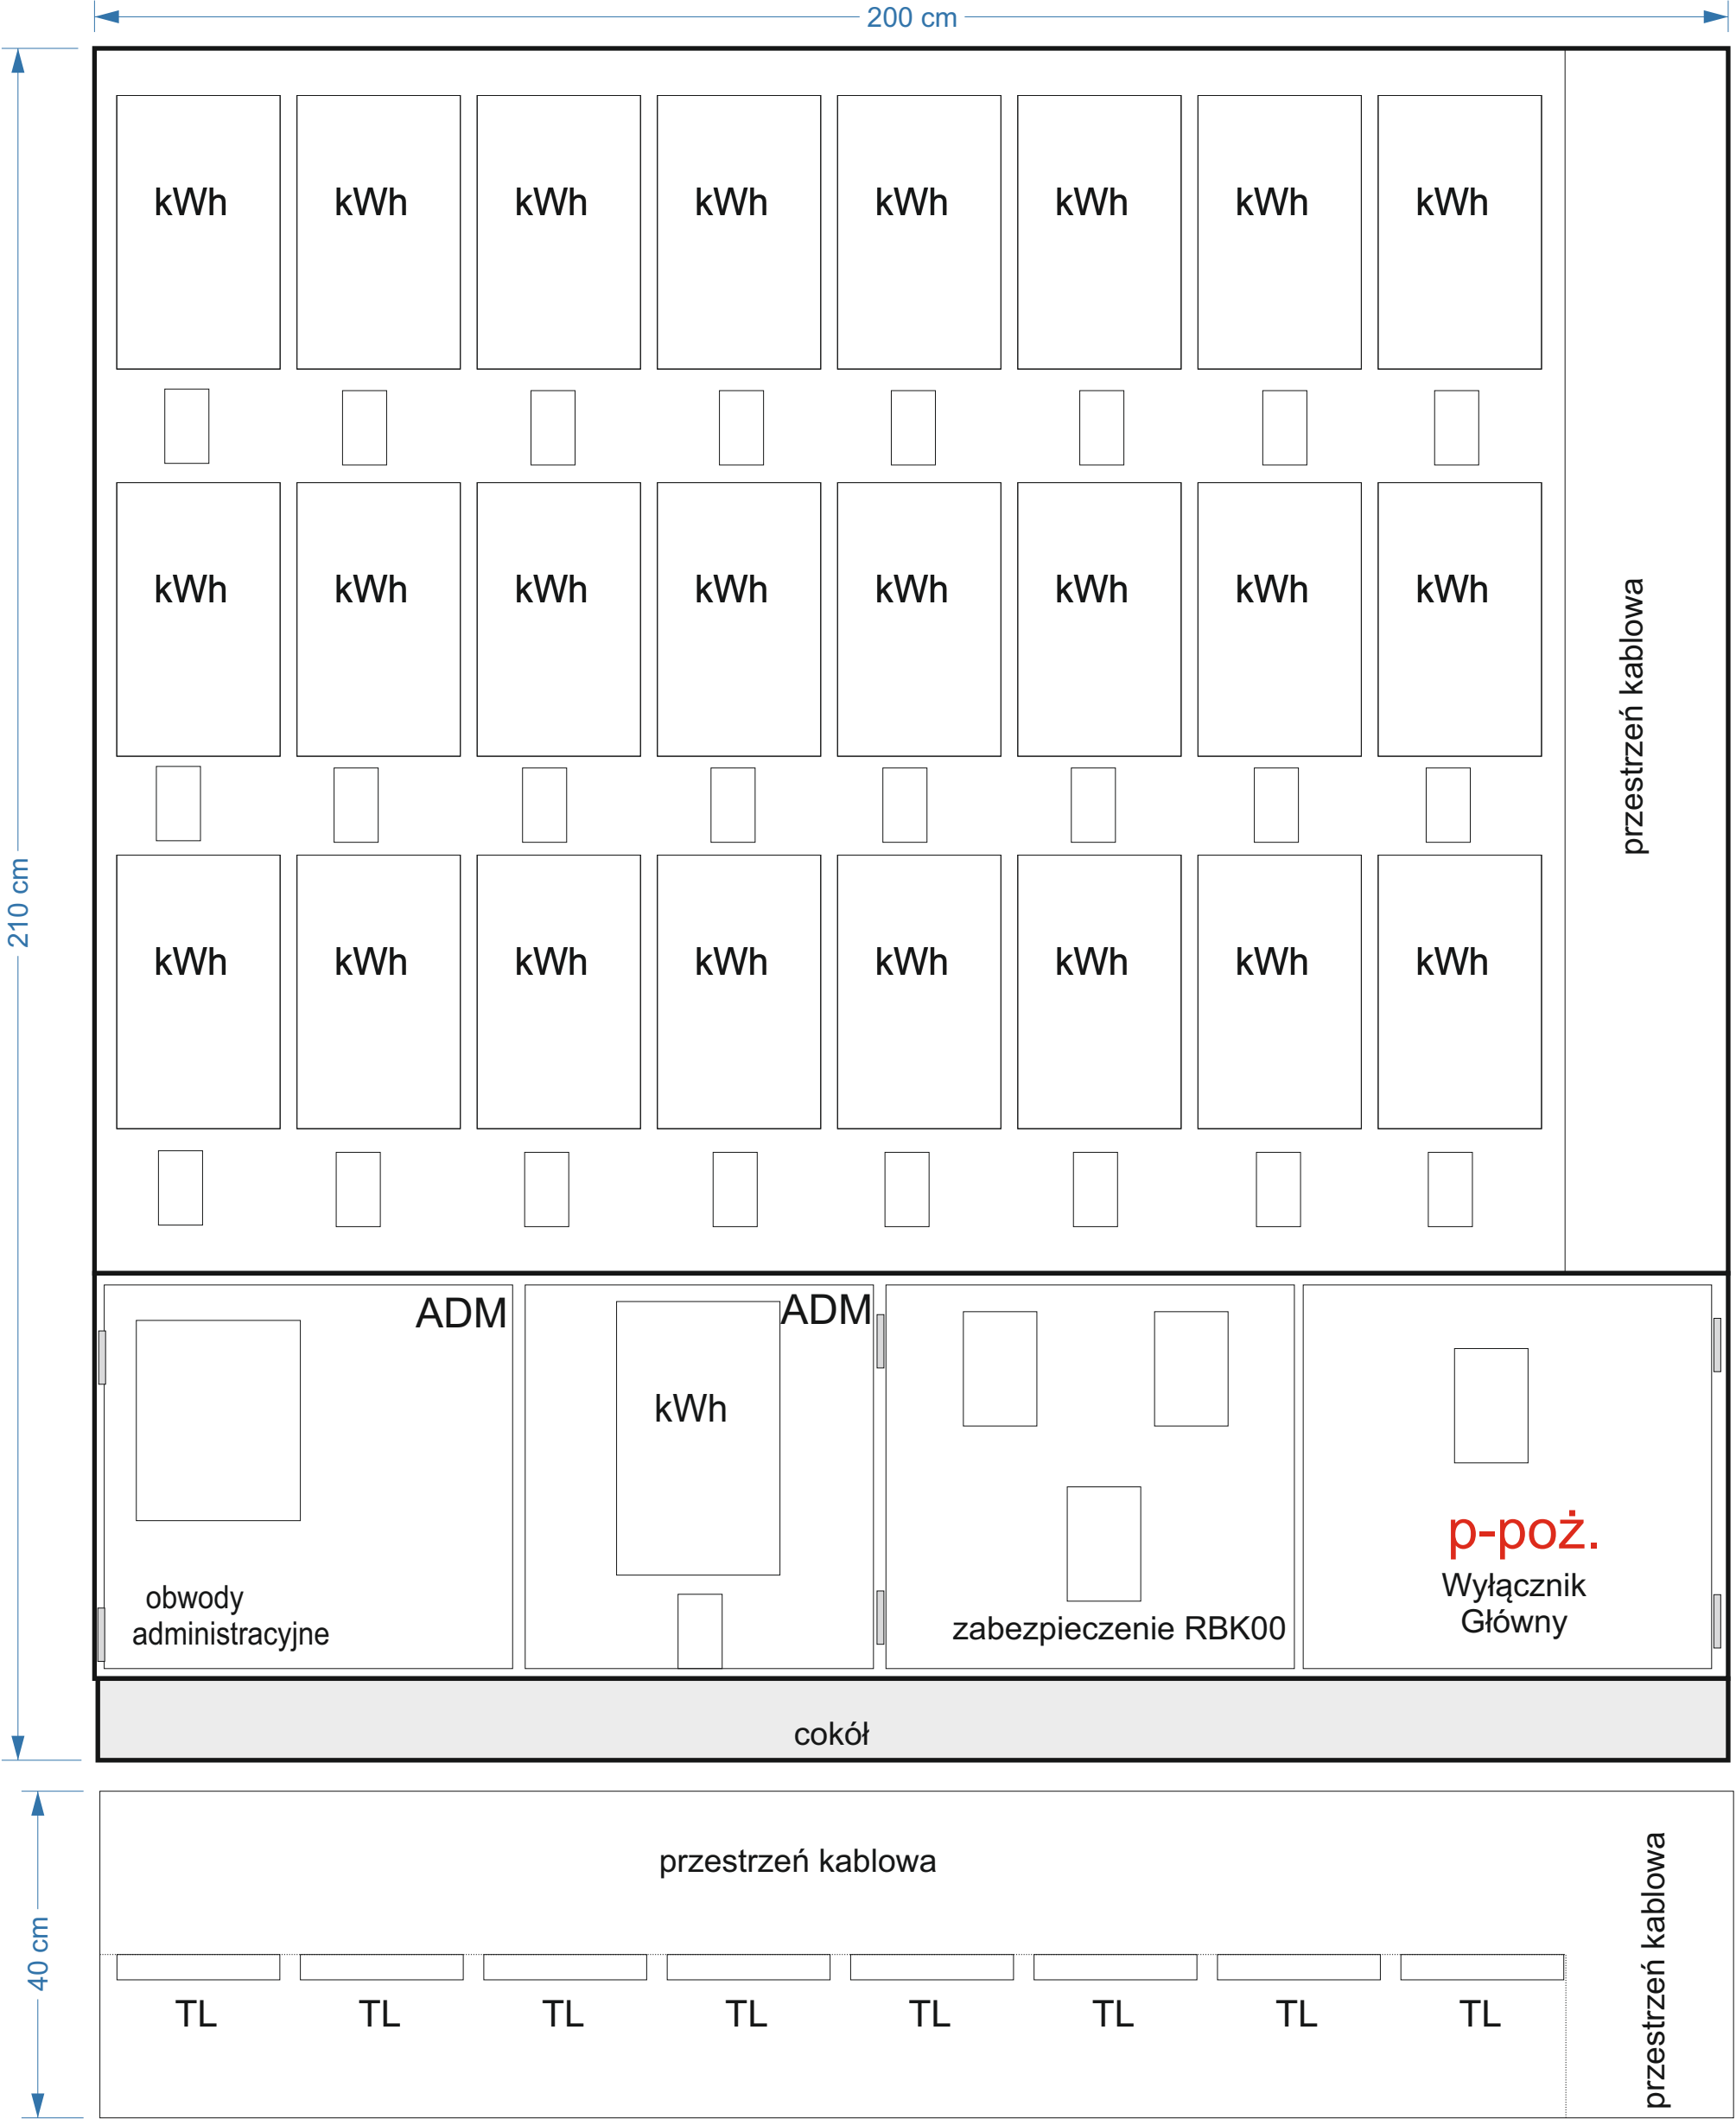 200 cm
kWh kWh kWh kWh kWh kWh kWh kWh
kWh kWh kWh kWh kWh kWh kWh kWh
przestrzeń kablowa
210 cm
kWh kWh kWh kWh kWh kWh kWh kWh
ADM
ADM
kWh
p-poż.
obwody
administracyjne
zabezpieczenie RBK00
Wyłącznik
Główny
cokół
przestrzeń kablowa
przestrzeń kablowa
40 cm
TL TL TL TL TL TL TL TL